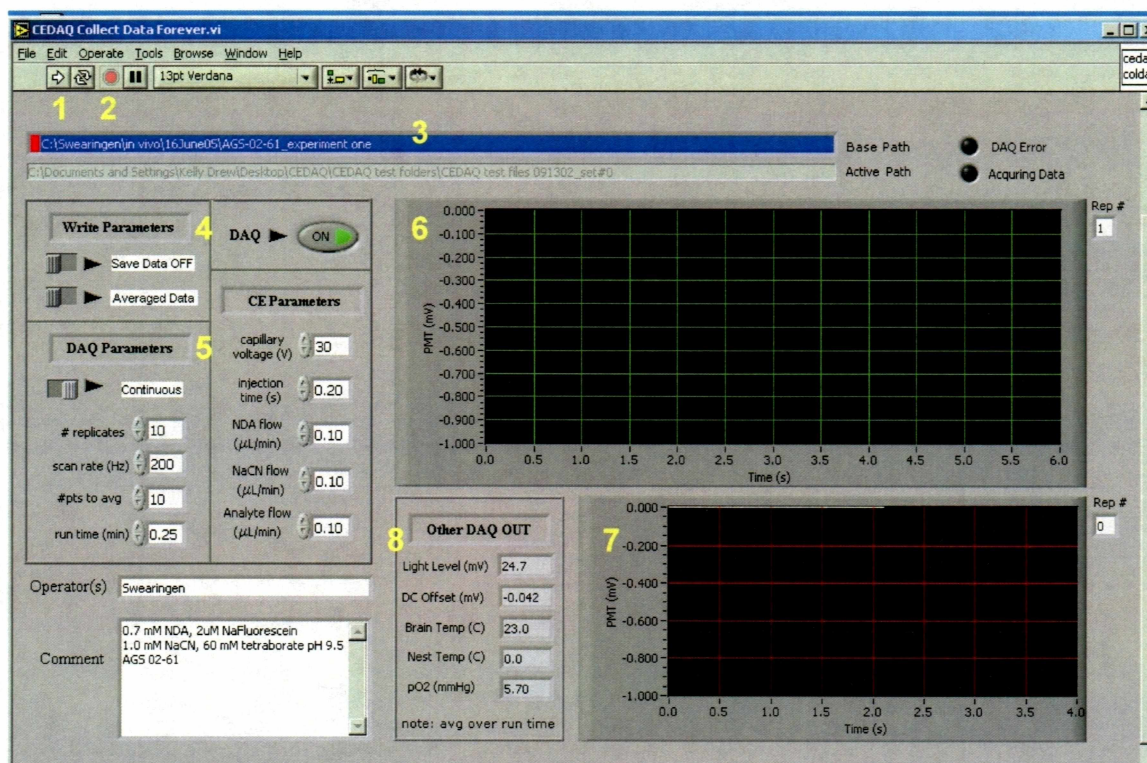 CEDAQ Collect Data Forever.vi
File Edit Operate Tools Browse Window Help
13pt Verdana
ceda
colda
1 2
3
C:\Swearingen\in vivo\16June05\AGS-02-61_experiment one
Base Path
DAQ Error
C:\Documents and Settings\Kelly Drew\Desktop\CEDAQ\CEDAQ test folders\CEDAQ test files 091302_set#0
Active Path
Acquring Data
Write Parameters
4
Save Data OFF
Averaged Data
DAQ
ON
DAQ Parameters
5
Continuous
# replicates 10
scan rate (Hz) 200
#pts to avg 10
run time (min) 0.25
CE Parameters
capillary
voltage (V) 30
injection
time (s) 0.20
NDA flow
(μL/min) 0.10
NaCN flow
(μL/min) 0.10
Analyte flow
(μL/min) 0.10
6
Rep #
1
PMT (mV)
0.000
-0.100
-0.200
-0.300
-0.400
-0.500
-0.600
-0.700
-0.800
-0.900
-1.000
0.0 0.5 1.0 1.5 2.0 2.5 3.0 3.5 4.0 4.5 5.0 5.5 6.0
Time (s)
Operator(s) Swearingen
Comment
0.7 mM NDA, 2uM NaFluorescein
1.0 mM NaCN, 60 mM tetraborate pH 9.5
AGS 02-61
8
Other DAQ OUT
Light Level (mV) 24.7
DC Offset (mV) -0.042
Brain Temp (C) 23.0
Nest Temp (C) 0.0
pO2 (mmHg) 5.70
note: avg over run time
7
Rep #
0
PMT (mV)
0.000
-0.200
-0.400
-0.600
-0.800
-1.000
0.0 0.5 1.0 1.5 2.0 2.5 3.0 3.5 4.0
Time (s)